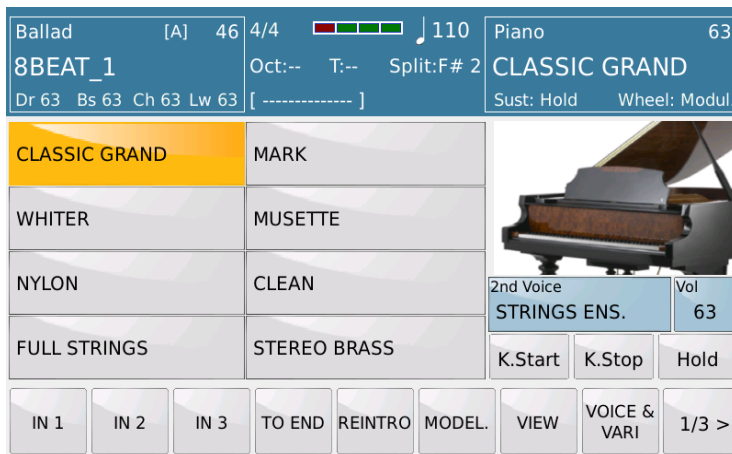 Ballad [A] 46
8BEAT_1
Dr 63 Bs 63 Ch 63 Lw 63
4/4 110
Oct:-- T:-- Split:F# 2
[ -------------- ]
Piano 63
CLASSIC GRAND
Sust: Hold Wheel: Modul.
CLASSIC GRAND MARK
WHITER MUSETTE
NYLON CLEAN
FULL STRINGS STEREO BRASS
2nd Voice Vol
STRINGS ENS. 63
K.Start K.Stop Hold
IN 1 IN 2 IN 3 TO END REINTRO MODEL. VIEW VOICE & VARI 1/3 >